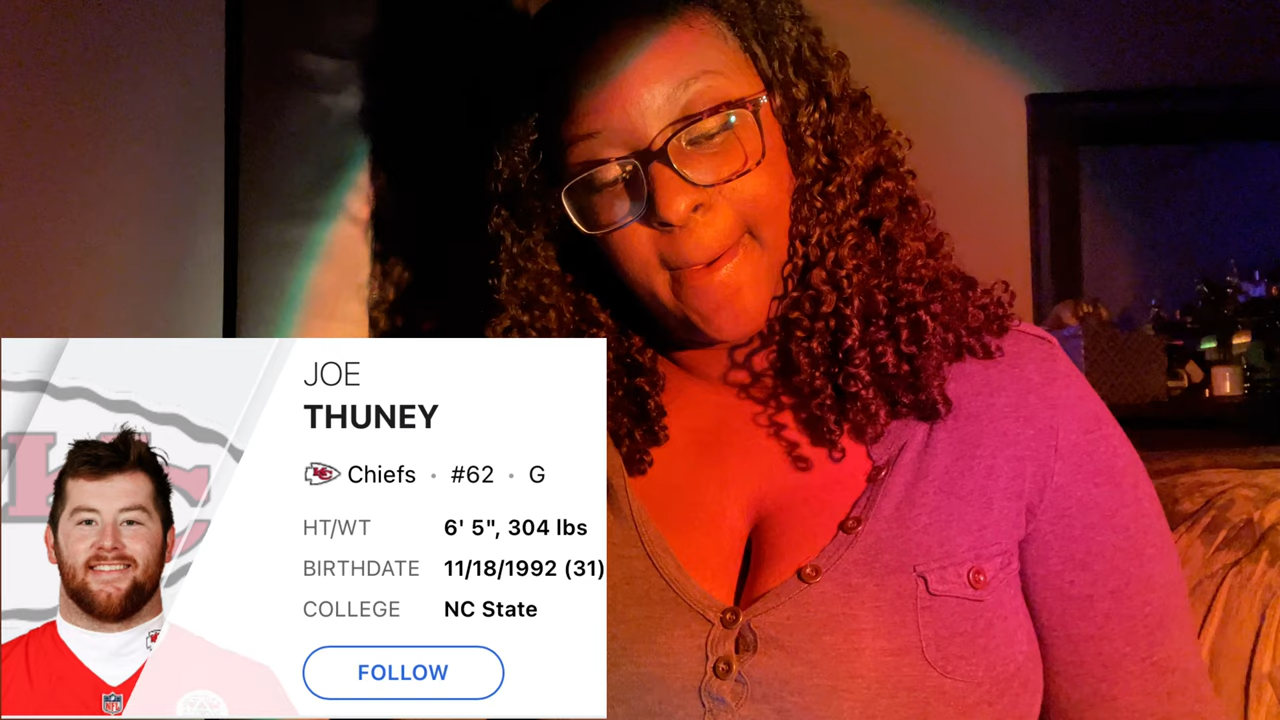 JOE
THUNEY
Chiefs • #62 • G
HT/WT 6' 5", 304 lbs
BIRTHDATE 11/18/1992 (31)
COLLEGE NC State
FOLLOW